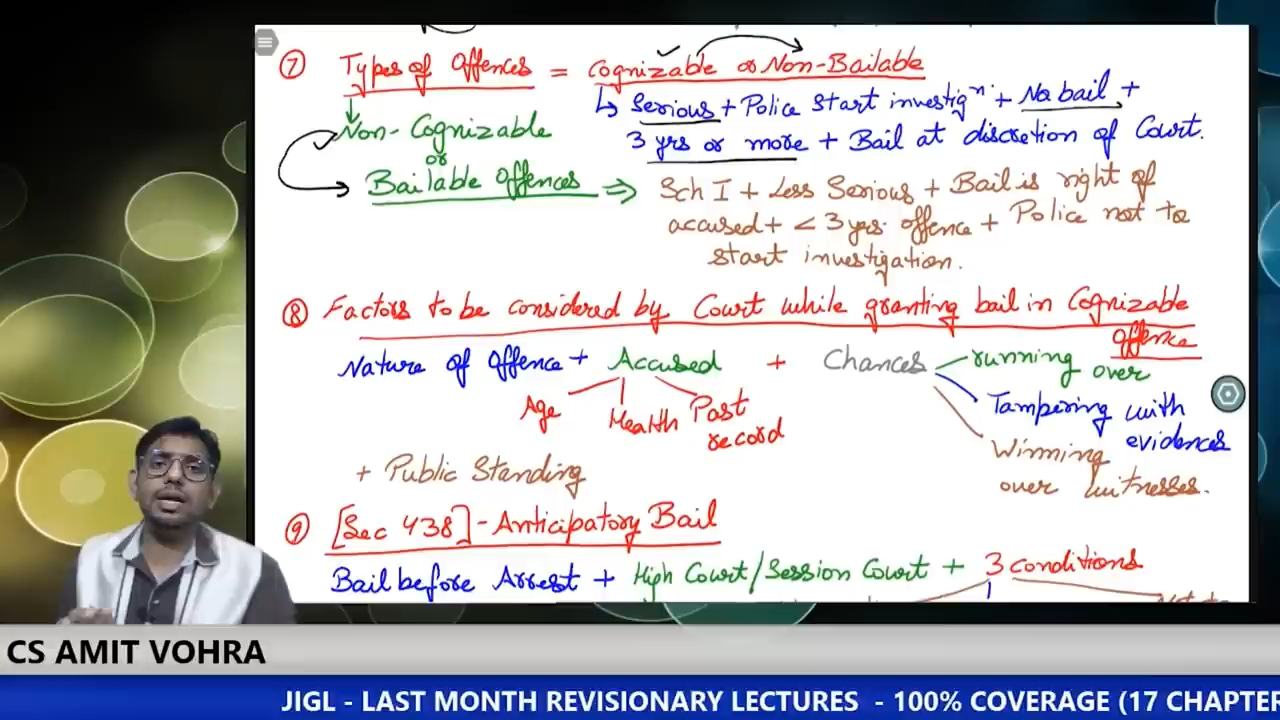 ⑦ Types of Offences = Cognizable or Non-Bailable
↳ Serious + Police start investigⁿ + No bail +
3 yrs or more + Bail at discretion of Court.
Non-Cognizable
or
Bailable Offences ⇒ Sch I + Less Serious + Bail is right of
accused + < 3 yrs. offence + Police not to
start investigation.
⑧ Factors to be considered by Court while granting bail in Cognizable
offence
Nature of offence + Accused + Chances running over
Age Health Past record
Tampering with evidences
Winning over witnesses.
+ Public Standing
⑨ [Sec 438] - Anticipatory Bail
Bail before Arrest + High Court/Session Court + 3 conditions
CS AMIT VOHRA
JIGL - LAST MONTH REVISIONARY LECTURES - 100% COVERAGE (17 CHAPTER